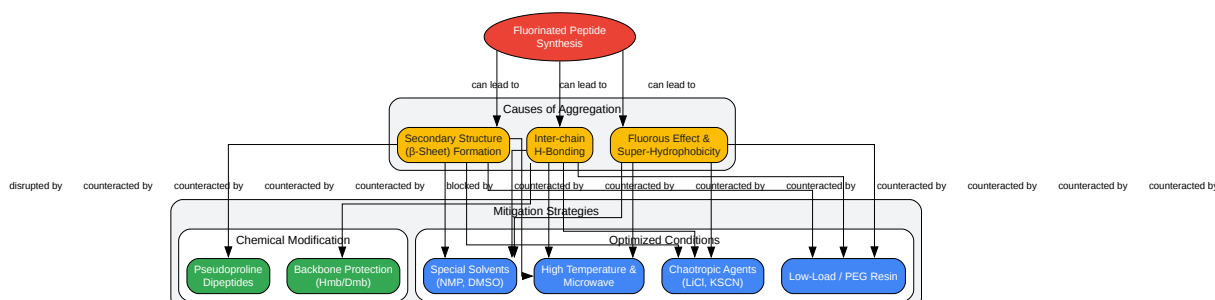 Fluorinated Peptide
Synthesis
can lead to
can lead to
can lead to
Causes of Aggregation
Secondary Structure
(β-Sheet) Formation
Inter-chain
H-Bonding
Fluorous Effect &
Super-Hydrophobicity
disrupted by
counteracted by
counteracted by
counteracted by
counteracted by
blocked by
counteracted by
counteracted by
counteracted by
counteracted by
counteracted by
counteracted by
counteracted by
counteracted by
Mitigation Strategies
Chemical Modification
Optimized Conditions
Pseudoproline
Dipeptides
Backbone Protection
(Hmb/Dmb)
Special Solvents
(NMP, DMSO)
High Temperature &
Microwave
Chaotropic Agents
(LiCl, KSCN)
Low-Load / PEG Resin